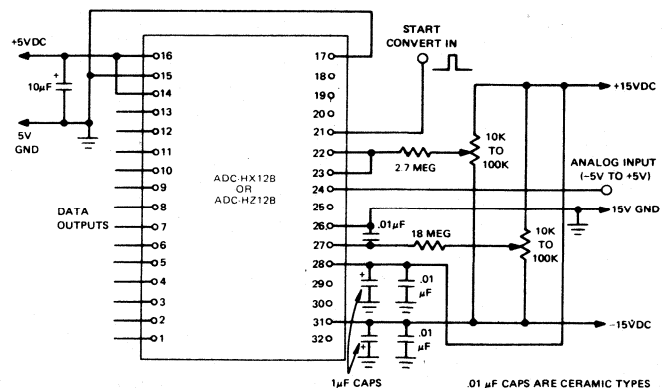 +5VDC
10µF
+
5V
GND
DATA
OUTPUTS
16
15
14
13
12
11
10
9
8
7
6
5
4
3
2
1
ADC-HX12B
OR
ADC-HZ12B
17
18
19
20
21
22
23
24
25
26
27
28
29
30
31
32
START
CONVERT IN
2.7 MEG
10K
TO
100K
+15VDC
ANALOG INPUT
(−5V TO +5V)
15V GND
.01µF
18 MEG
10K
TO
100K
+
.01
µF
−15VDC
+
.01
µF
1µF CAPS
.01 µF CAPS ARE CERAMIC TYPES